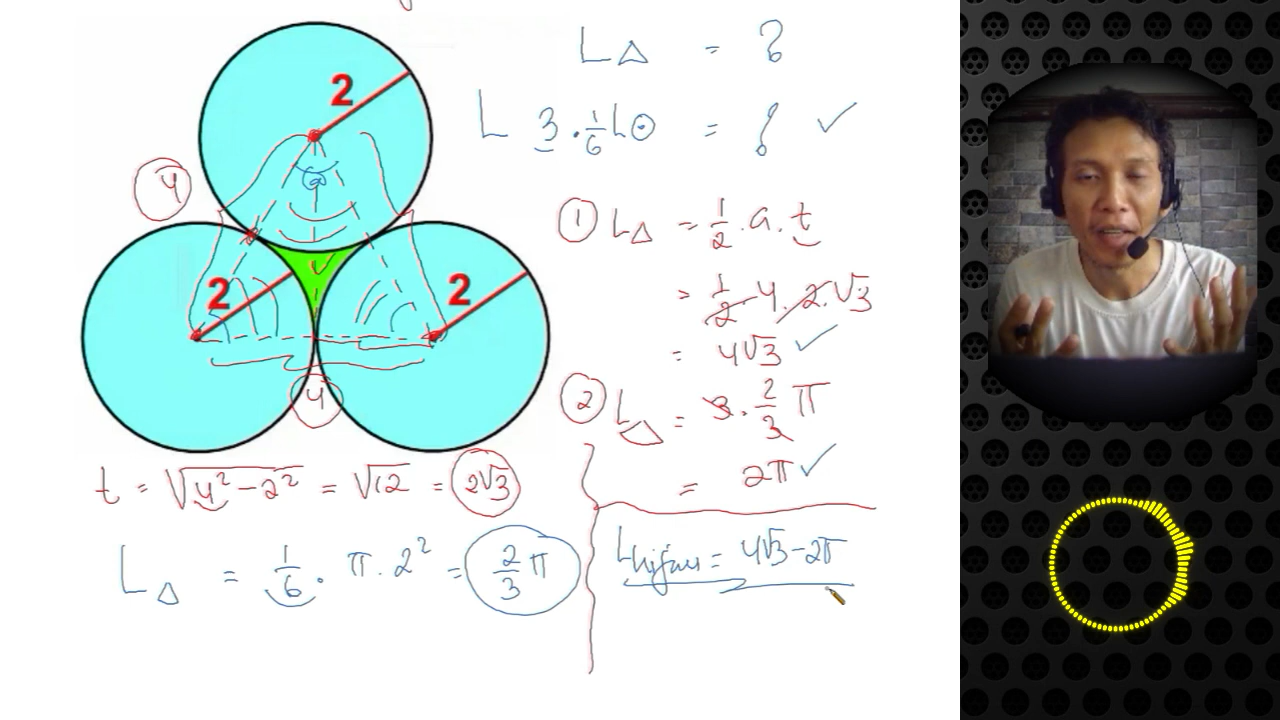 L△ = ?
L 3 · 1/6 L⊙ = ? ✓
2
4
2
2
4
① L△ = 1/2 . a. t
= 1/2 . 4 . 2.√3
= 4√3 ✓
② L = 3 . 2/3 π
= 2π ✓
t = √4² − 2² = √12 = 2√3
L = 1/6 . π . 2² = 2/3 π
Lhijau = 4√3 − 2π